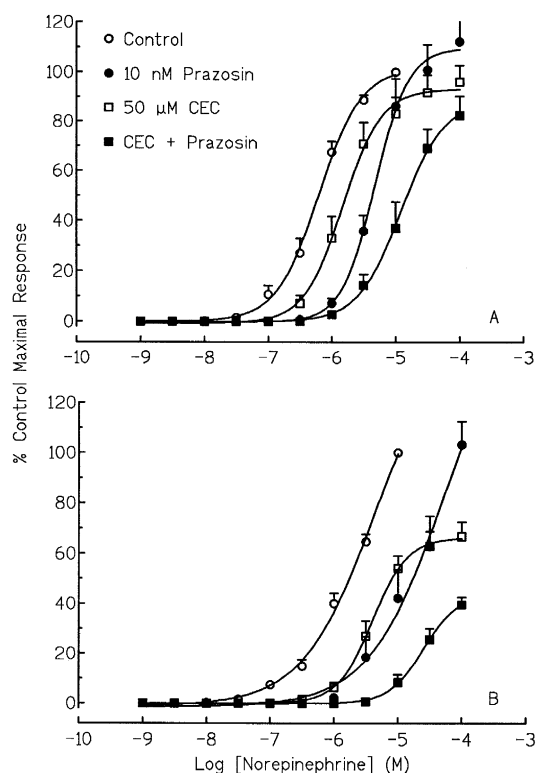 120
100
80
60
40
20
0
Control
10 nM Prazosin
50 µM CEC
CEC + Prazosin
A
-10 -9 -8 -7 -6 -5 -4 -3
% Control Maximal Response
120
100
80
60
40
20
0
B
-10 -9 -8 -7 -6 -5 -4 -3
Log [Norepinephrine] (M)